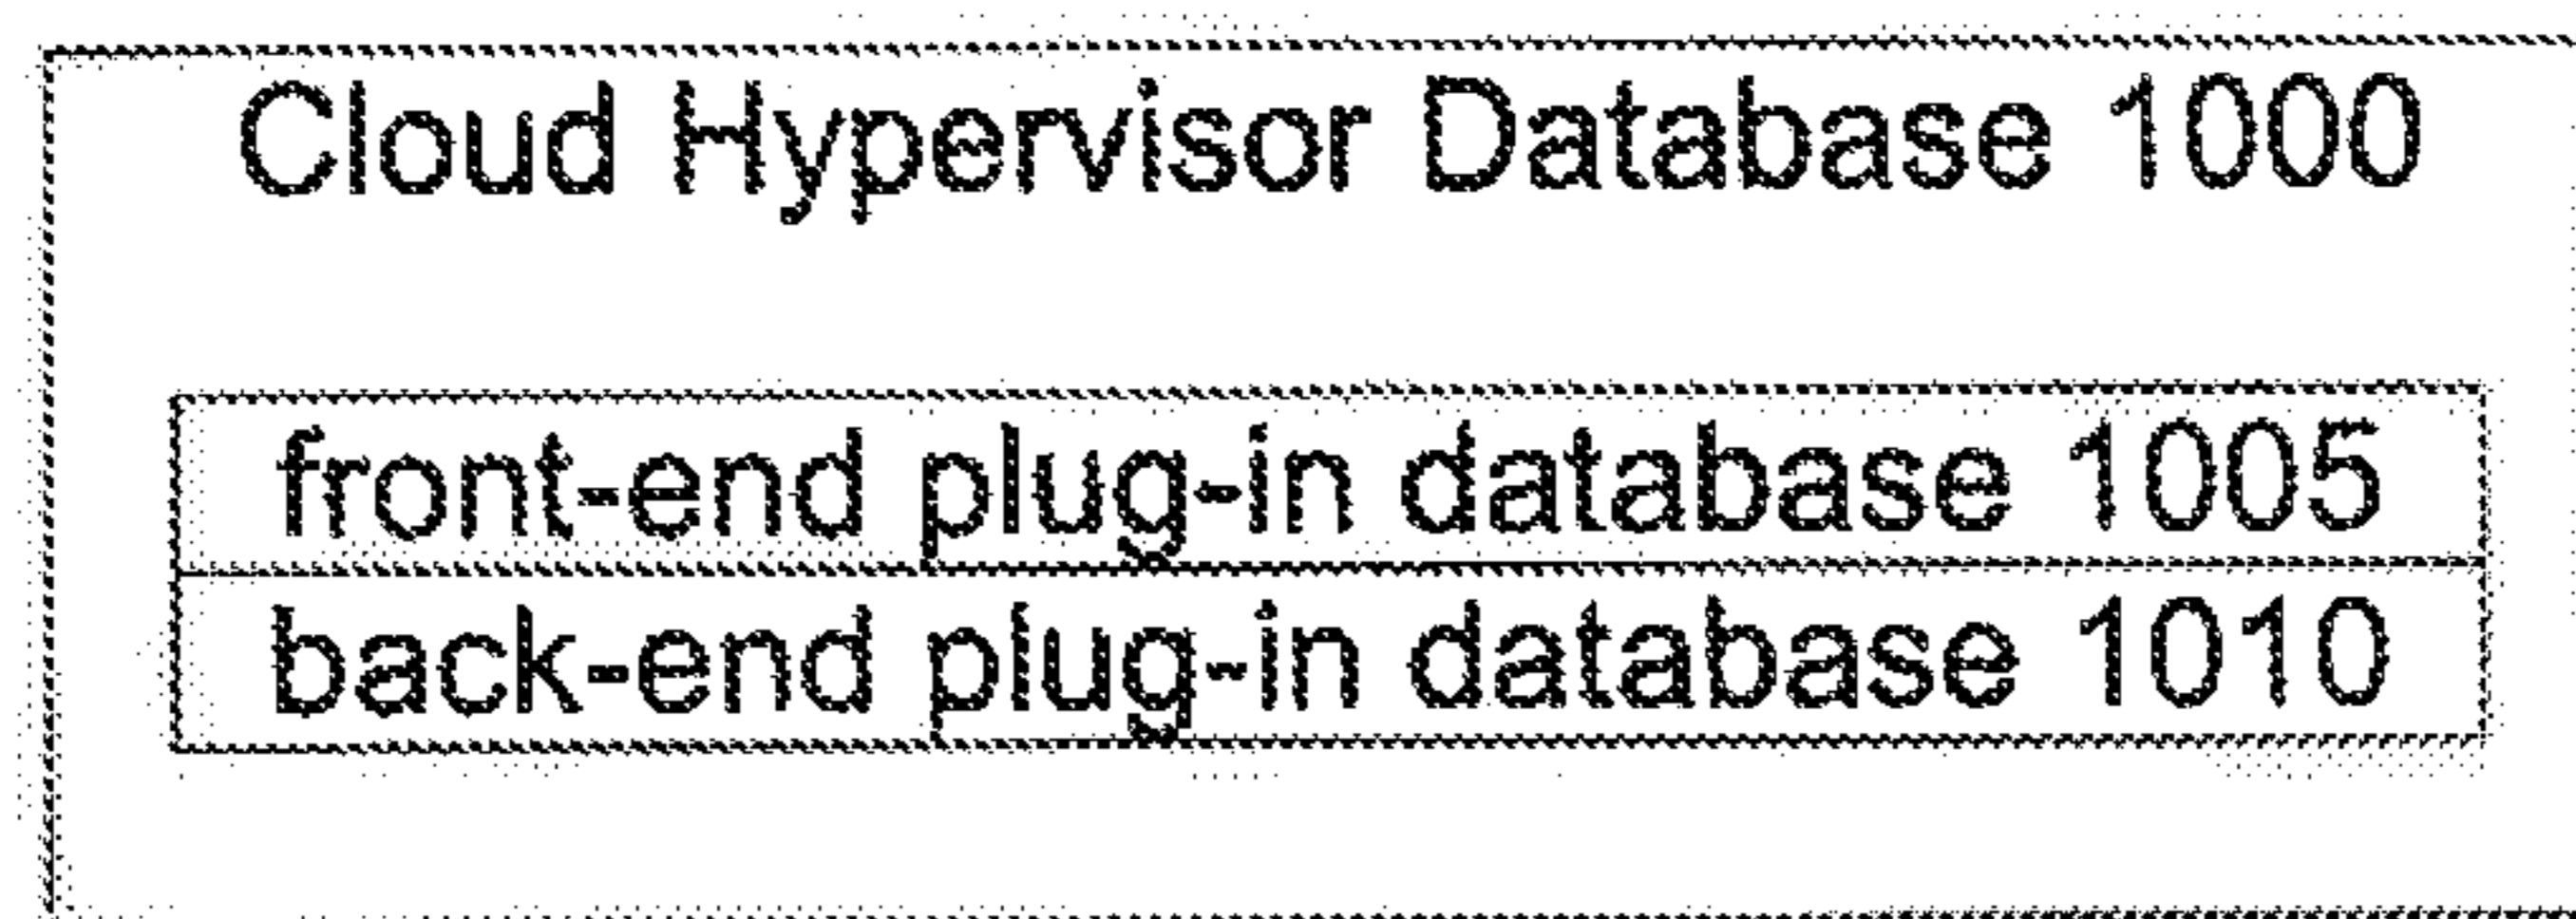 Cloud Hypervisor Database 1000
front-end plug-in database 1005
back-end plug-in database 1010